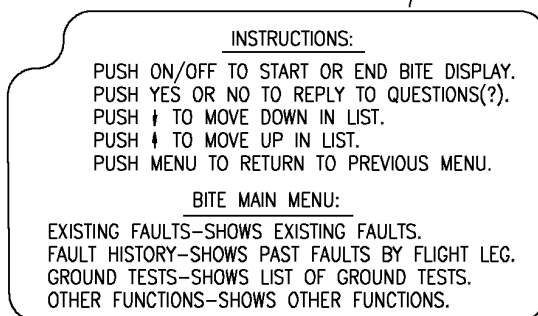 INSTRUCTIONS:
PUSH ON/OFF TO START OR END BITE DISPLAY.
PUSH YES OR NO TO REPLY TO QUESTIONS(?).
PUSH ↓ TO MOVE DOWN IN LIST.
PUSH ↑ TO MOVE UP IN LIST.
PUSH MENU TO RETURN TO PREVIOUS MENU.
BITE MAIN MENU:
EXISTING FAULTS–SHOWS EXISTING FAULTS.
FAULT HISTORY–SHOWS PAST FAULTS BY FLIGHT LEG.
GROUND TESTS–SHOWS LIST OF GROUND TESTS.
OTHER FUNCTIONS–SHOWS OTHER FUNCTIONS.